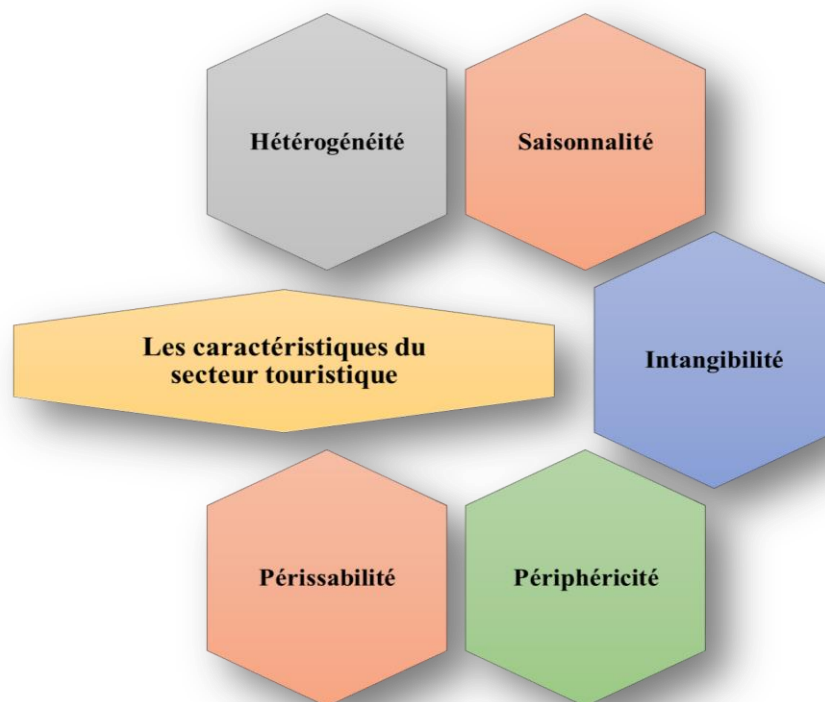 Hétérogénéité
Saisonnalité
Les caractéristiques du
secteur touristique
Intangibilité
Périssabilité
Périphéricité